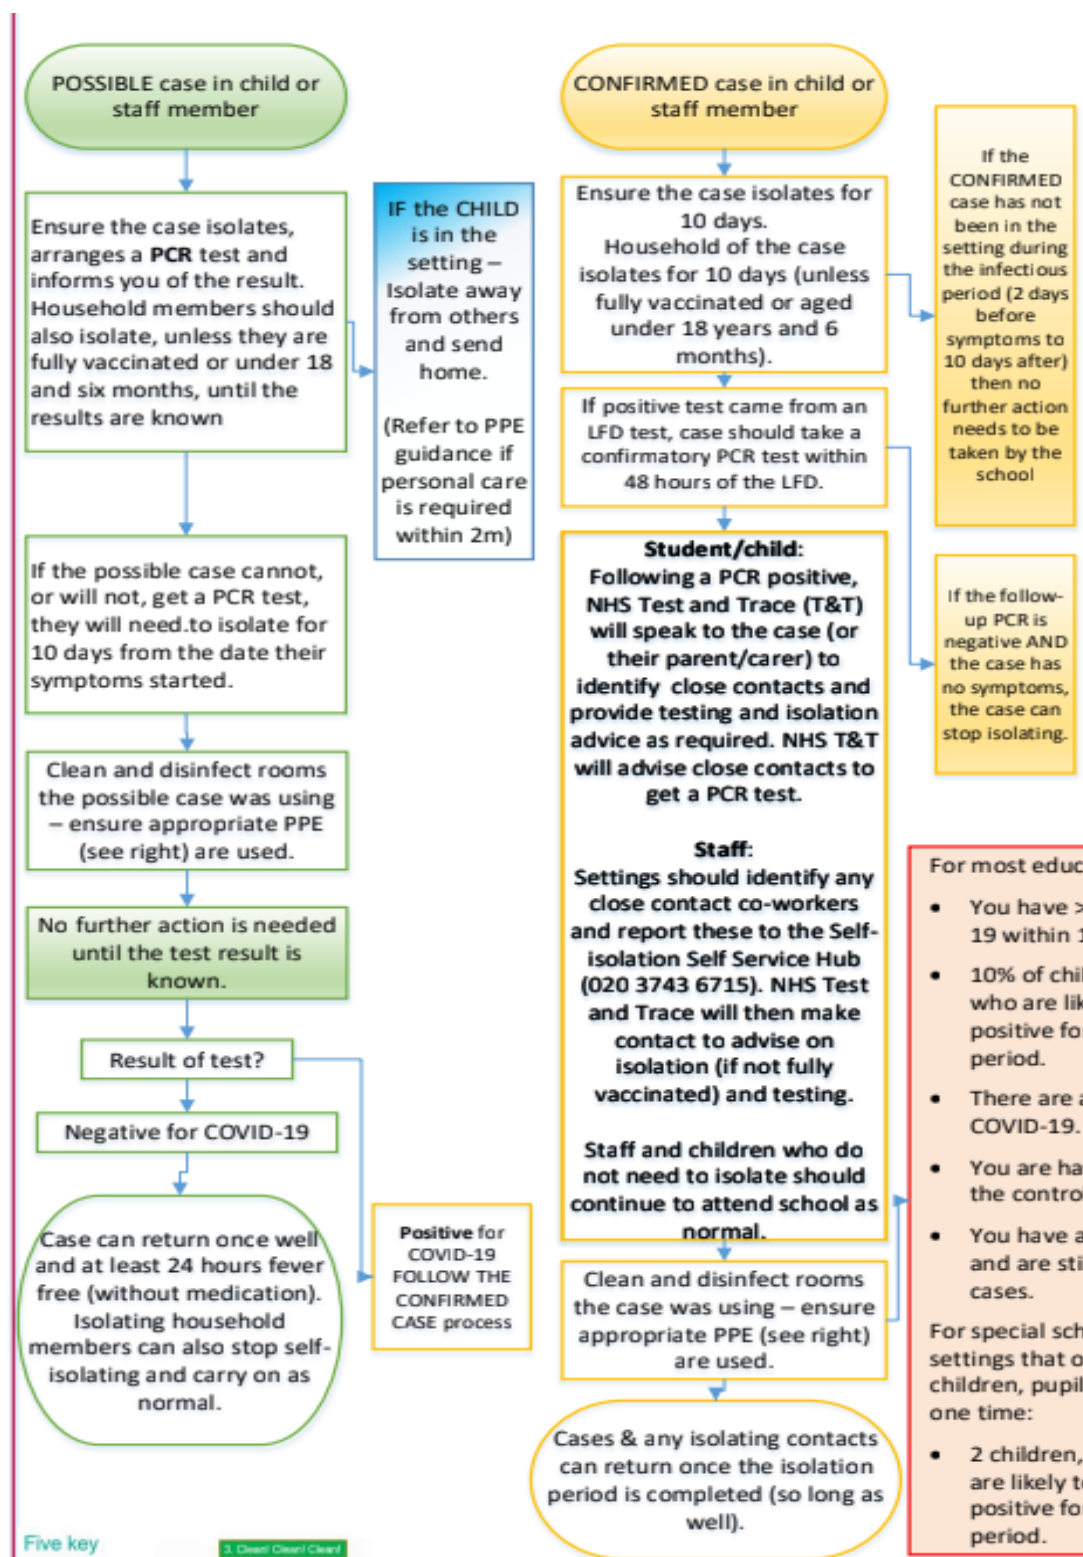 POSSIBLE case in child or
staff member
Ensure the case isolates,
arranges a PCR test and
informs you of the result.
Household members should
also isolate, unless they are
fully vaccinated or under 18
and six months, until the
results are known
IF the CHILD
is in the
setting –
Isolate away
from others
and send
home.
(Refer to PPE
guidance if
personal care
is required
within 2m)
If the possible case cannot,
or will not, get a PCR test,
they will need.to isolate for
10 days from the date their
symptoms started.
Clean and disinfect rooms
the possible case was using
– ensure appropriate PPE
(see right) are used.
No further action is needed
until the test result is
known.
Result of test?
Negative for COVID-19
Case can return once well
and at least 24 hours fever
free (without medication).
Isolating household
members can also stop self-
isolating and carry on as
normal.
Positive for
COVID-19
FOLLOW THE
CONFIRMED
CASE process
CONFIRMED case in child or
staff member
Ensure the case isolates for
10 days.
Household of the case
isolates for 10 days (unless
fully vaccinated or aged
under 18 years and 6
months).
If the
CONFIRMED
case has not
been in the
setting during
the infectious
period (2 days
before
symptoms to
10 days after)
then no
further action
needs to be
taken by the
school
If positive test came from an
LFD test, case should take a
confirmatory PCR test within
48 hours of the LFD.
If the follow-
up PCR is
negative AND
the case has
no symptoms,
the case can
stop isolating.
Student/child:
Following a PCR positive,
NHS Test and Trace (T&T)
will speak to the case (or
their parent/carer) to
identify close contacts and
provide testing and isolation
advice as required. NHS T&T
will advise close contacts to
get a PCR test.
Staff:
Settings should identify any
close contact co-workers
and report these to the Self-
isolation Self Service Hub
(020 3743 6715). NHS Test
and Trace will then make
contact to advise on
isolation (if not fully
vaccinated) and testing.
Staff and children who do
not need to isolate should
continue to attend school as
normal.
Clean and disinfect rooms
the case was using – ensure
appropriate PPE (see right)
are used.
Cases & any isolating contacts
can return once the isolation
period is completed (so long as
well).
For most educ
• You have >
19 within 1
• 10% of chil
who are lik
positive fo
period.
• There are a
COVID-19.
• You are ha
the contro
• You have a
and are sti
cases.
For special sch
settings that o
children, pupil
one time:
• 2 children,
are likely to
positive fo
period.
Five key
3. Clean! Clean! Clean!